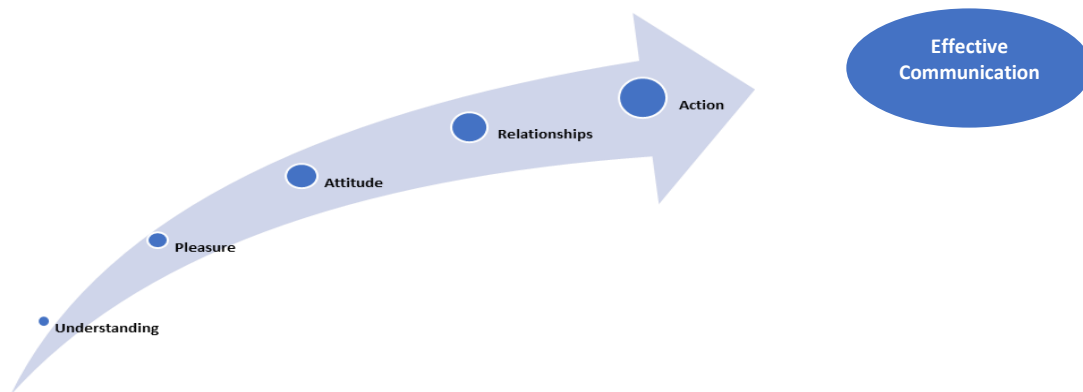 Effective
Communication
Action
Relationships
Attitude
Pleasure
Understanding